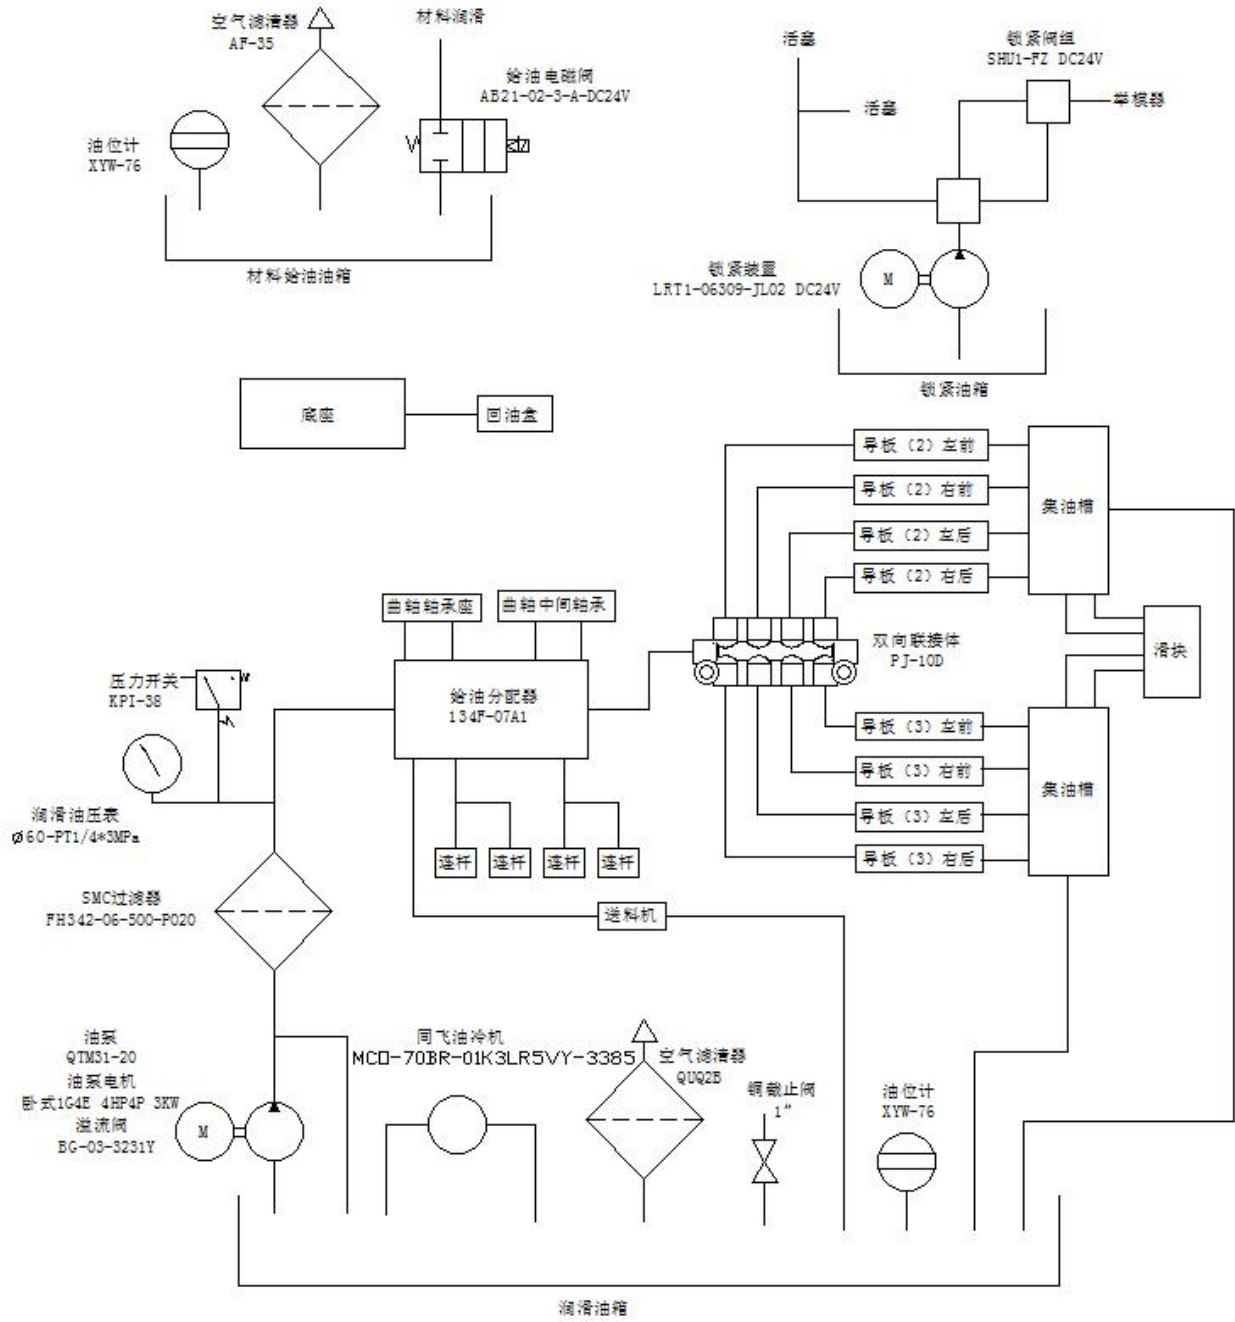 空气滤清器
AF-35
材料润滑
给油电磁阀
AB21-02-3-A-DC24V
油位计
XYW-76
材料给油油箱
活塞
活塞
锁紧阀组
SHU1-FZ DC24V
举模器
锁紧装置
LRT1-06309-JL02 DC24V
M
锁紧油箱
底座
回油盒
导板（2）左前
导板（2）右前
导板（2）左后
导板（2）右后
集油槽
曲轴轴承座
曲轴中间轴承
双向联接体
PJ-10D
滑块
压力开关
KPI-38
给油分配器
134F-07A1
导板（3）左前
导板（3）右前
导板（3）左后
导板（3）右后
集油槽
润滑油压表
Ø60-PT1/4*3MPa
连杆
连杆
连杆
连杆
SMC过滤器
FH342-06-500-P020
送料机
油泵
QTM31-20
油泵电机
卧式1G4E 4HP4P 3KW
溢流阀
BG-03-3231Y
M
同飞油冷机
MCO-70BR-01K3LR5VY-3385
空气滤清器
QUQ2B
铜截止阀
1”
油位计
XYW-76
润滑油箱